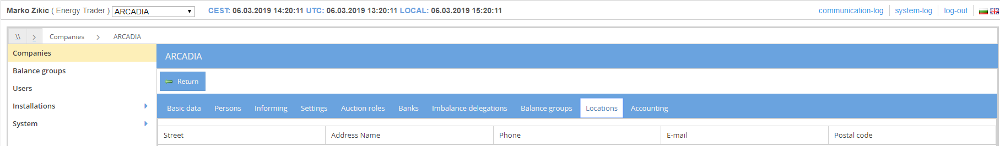 Marko Zikic ( Energy Trader ) ARCADIA CEST: 06.03.2019 14:20:11 UTC: 06.03.2019 13:20:11 LOCAL: 06.03.2019 15:20:11 communication-log system-log log-out
\\ > Companies > ARCADIA
Companies
Balance groups
Users
Installations
System
ARCADIA
Return
Basic data Persons Informing Settings Auction roles Banks Imbalance delegations Balance groups Locations Accounting
Street Address Name Phone E-mail Postal code